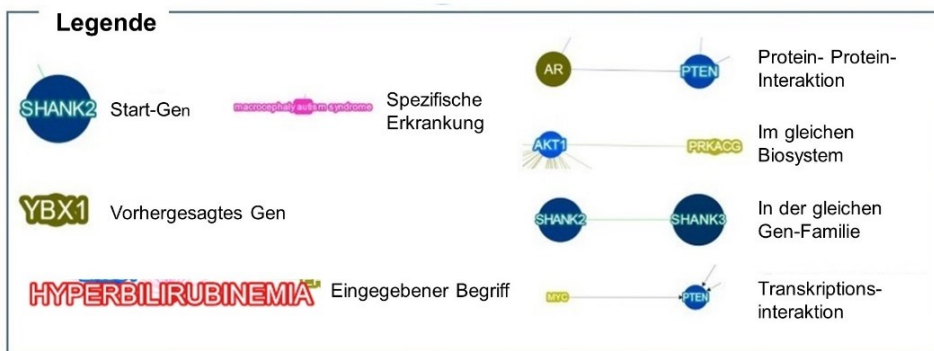 Legende
SHANK2
Start-Gen
macrocephaly autism syndrome
Spezifische
Erkrankung
YBX1
Vorhergesagtes Gen
HYPERBILIRUBINEMIA
Eingegebener Begriff
AR
PTEN
Protein- Protein-
Interaktion
AKT1
PRKACG
Im gleichen
Biosystem
SHANK2
SHANK3
In der gleichen
Gen-Familie
MYC
PTEN
Transkriptions-
interaktion